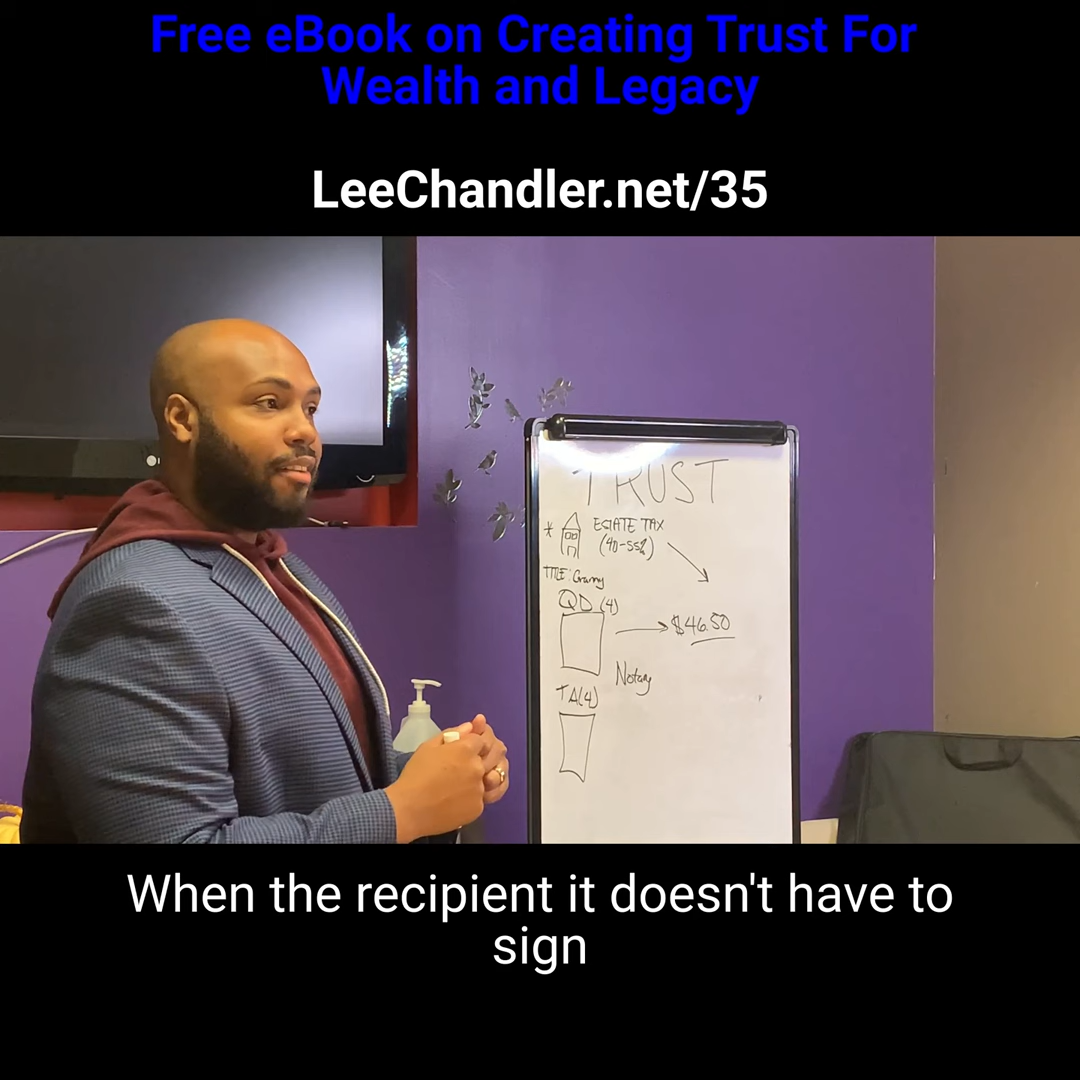 Free eBook on Creating Trust For
Wealth and Legacy
LeeChandler.net/35
TRUST
* ESTATE TAX
(40-55%)
TITLE: Granny
QD (4)
$46.50
Notary
TA(4)
When the recipient it doesn't have to
sign